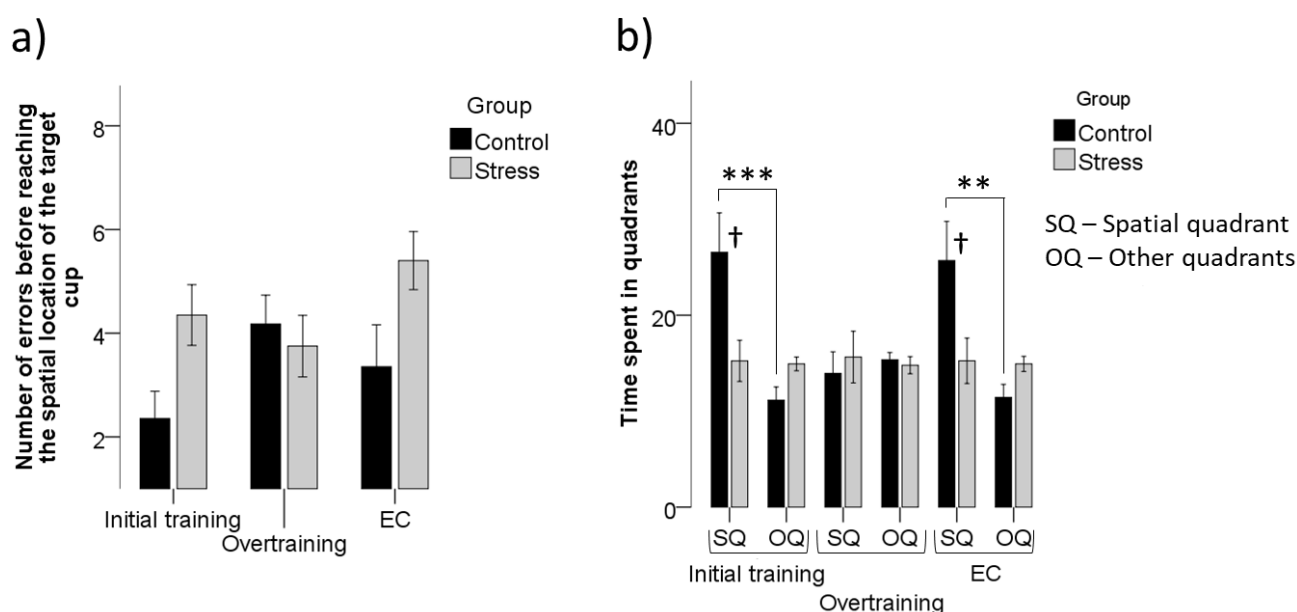 a)
Number of errors before reaching
the spatial location of the target
cup
8
6
4
2
Group
Control
Stress
Initial training
Overtraining
EC
b)
Time spent in quadrants
40
20
0
***
†
**
†
Group
Control
Stress
SQ – Spatial quadrant
OQ – Other quadrants
SQ OQ SQ OQ SQ OQ
Initial training
Overtraining
EC